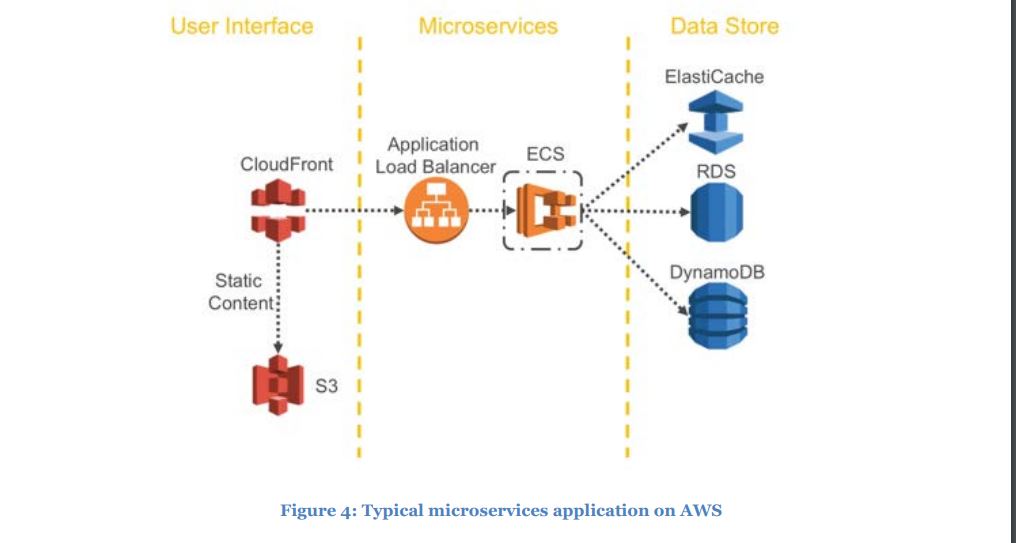 User Interface
Microservices
Data Store
ElastiCache
Application
Load Balancer
ECS
CloudFront
RDS
Static
Content
DynamoDB
S3
Figure 4: Typical microservices application on AWS